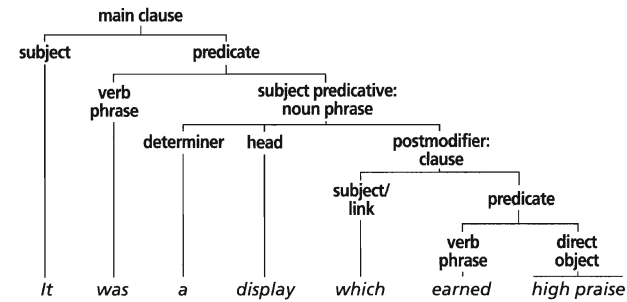 main clause
subject predicate
verb phrase subject predicative: noun phrase
determiner head postmodifier: clause
subject/ link predicate
verb phrase direct object
It was a display which earned high praise